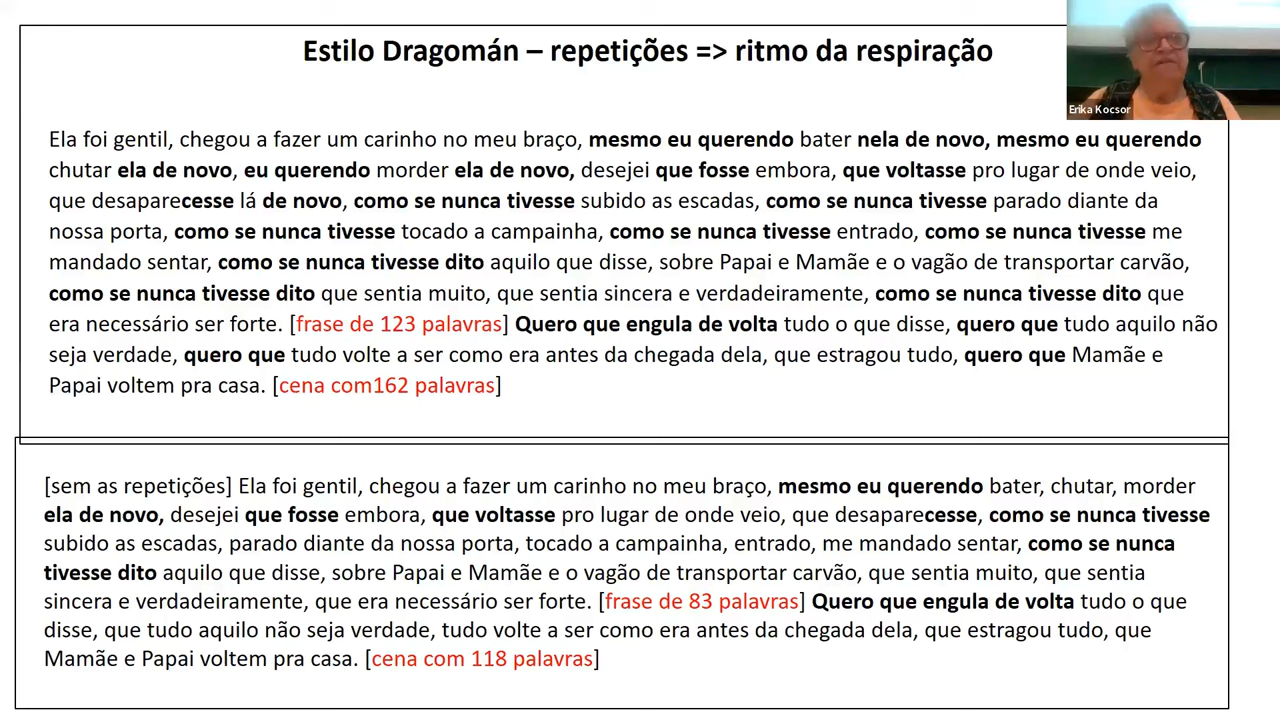 Estilo Dragomán – repetições => ritmo da respiração
Erika Kocsor
Ela foi gentil, chegou a fazer um carinho no meu braço, mesmo eu querendo bater nela de novo, mesmo eu querendo
chutar ela de novo, eu querendo morder ela de novo, desejei que fosse embora, que voltasse pro lugar de onde veio,
que desaparecesse lá de novo, como se nunca tivesse subido as escadas, como se nunca tivesse parado diante da
nossa porta, como se nunca tivesse tocado a campainha, como se nunca tivesse entrado, como se nunca tivesse me
mandado sentar, como se nunca tivesse dito aquilo que disse, sobre Papai e Mamãe e o vagão de transportar carvão,
como se nunca tivesse dito que sentia muito, que sentia sincera e verdadeiramente, como se nunca tivesse dito que
era necessário ser forte. [frase de 123 palavras] Quero que engula de volta tudo o que disse, quero que tudo aquilo não
seja verdade, quero que tudo volte a ser como era antes da chegada dela, que estragou tudo, quero que Mamãe e
Papai voltem pra casa. [cena com162 palavras]
[sem as repetições] Ela foi gentil, chegou a fazer um carinho no meu braço, mesmo eu querendo bater, chutar, morder
ela de novo, desejei que fosse embora, que voltasse pro lugar de onde veio, que desaparecesse, como se nunca tivesse
subido as escadas, parado diante da nossa porta, tocado a campainha, entrado, me mandado sentar, como se nunca
tivesse dito aquilo que disse, sobre Papai e Mamãe e o vagão de transportar carvão, que sentia muito, que sentia
sincera e verdadeiramente, que era necessário ser forte. [frase de 83 palavras] Quero que engula de volta tudo o que
disse, que tudo aquilo não seja verdade, tudo volte a ser como era antes da chegada dela, que estragou tudo, que
Mamãe e Papai voltem pra casa. [cena com 118 palavras]